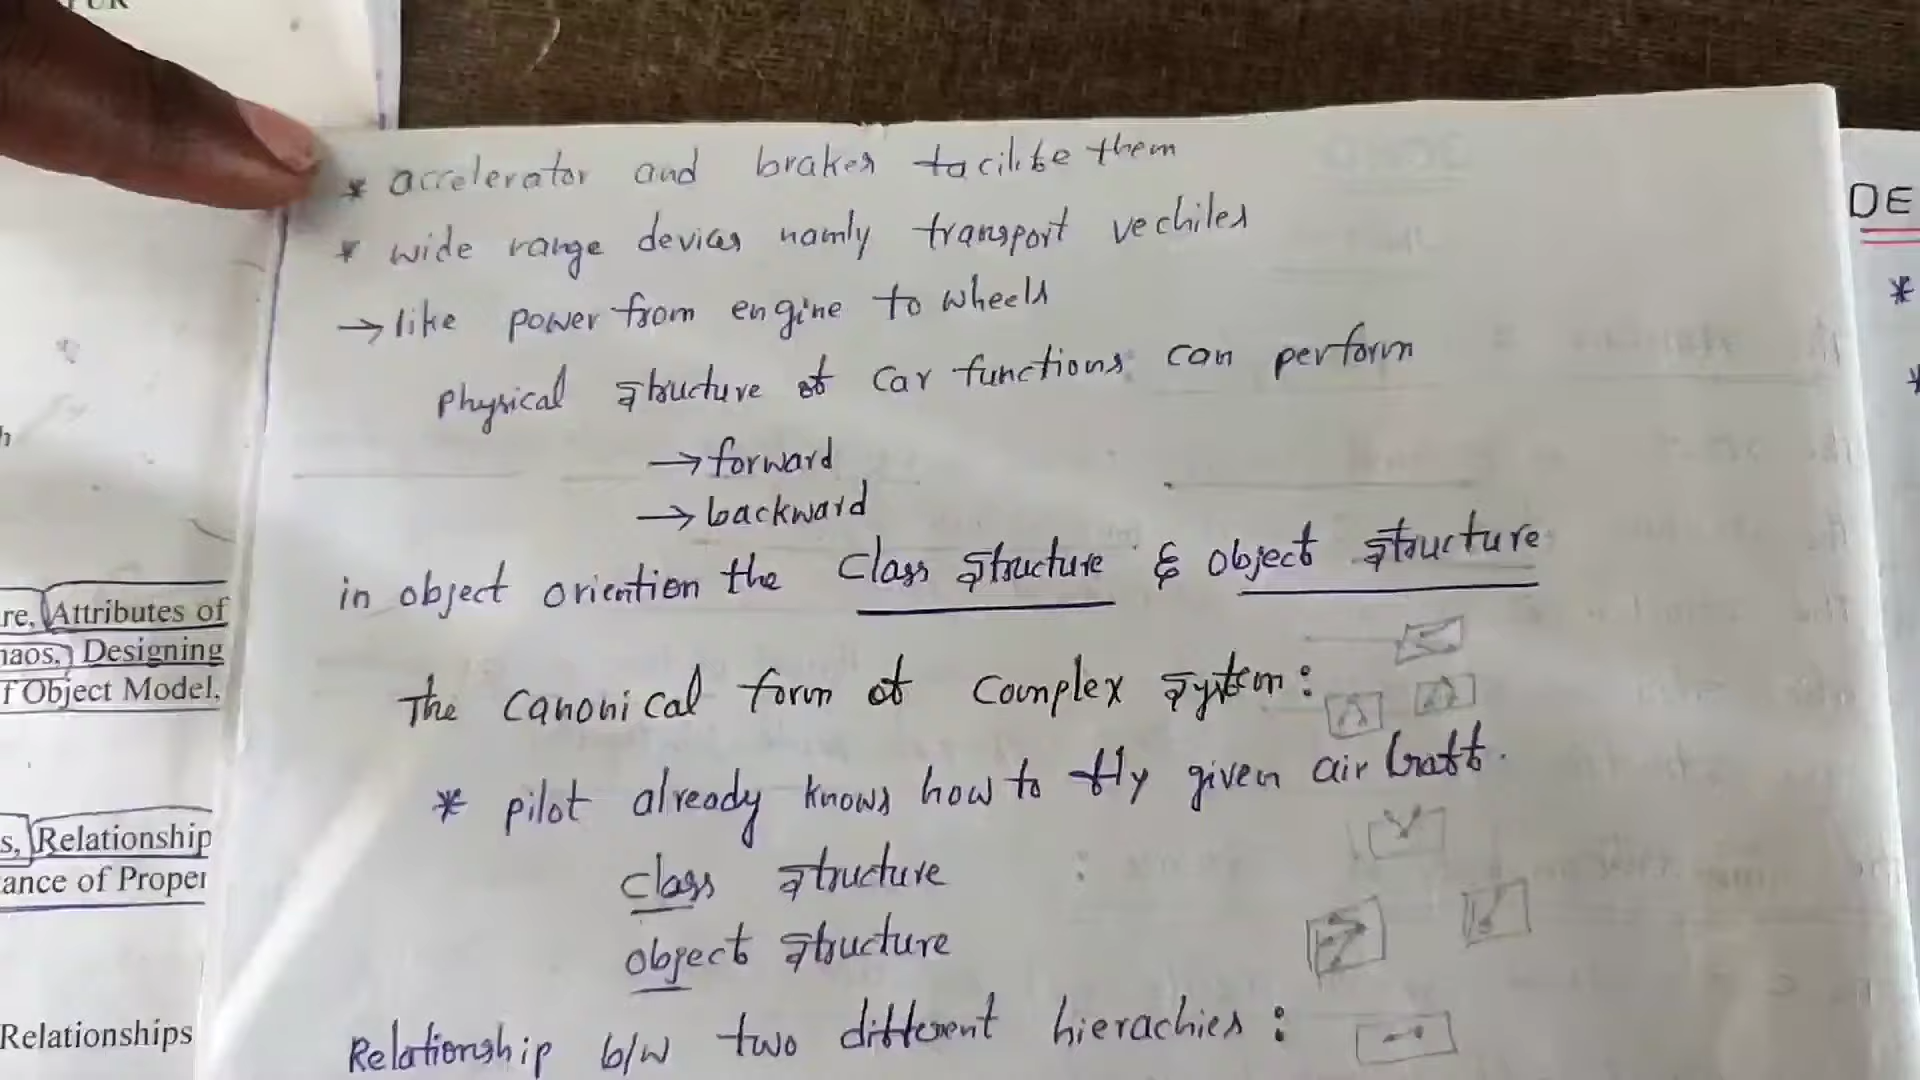 PUR
* accelerator and brakes facilite them
* wide range devices namly transport vechiles
→ like power from engine to wheels
physical structure of car functions can perform
→ forward
→ backward
in object oriention the class structure & object structure
The canonical form of complex system:
* pilot already knows how to fly given air craft.
class structure
object structure
Relationship b/w two different hierachies :
re, Attributes of
haos, Designing
f Object Model,
s, Relationship
ance of Proper
Relationships
DE
*
*